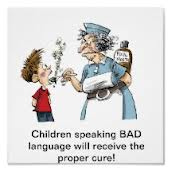 Children speaking BAD
language will receive the
proper cure!